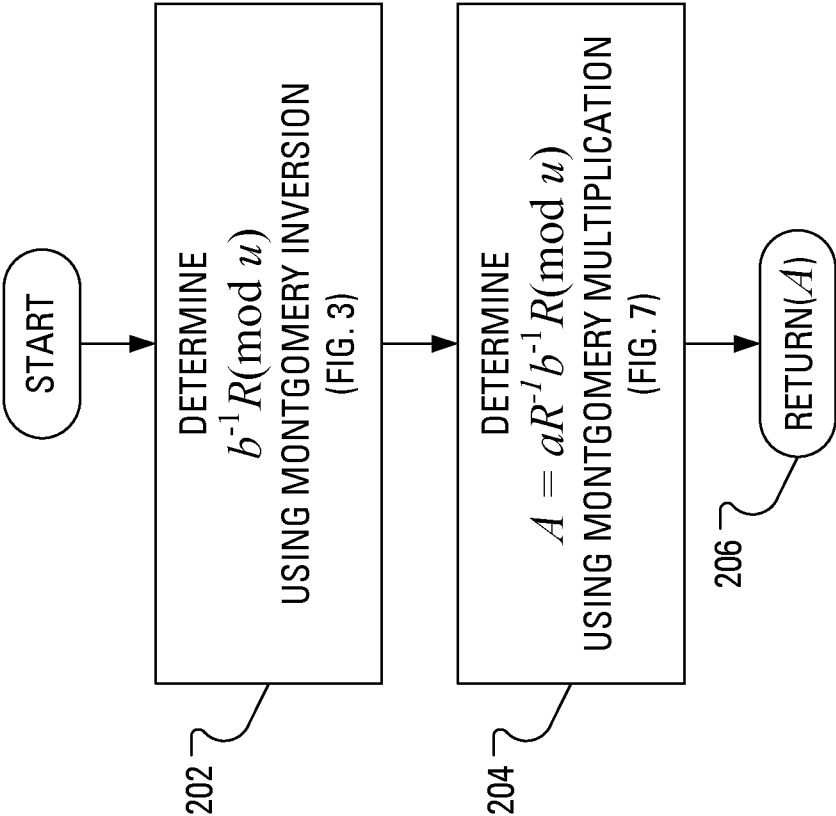 START
DETERMINE
b⁻¹R(mod u)
USING MONTGOMERY INVERSION
(FIG. 3)
202
DETERMINE
A = aR⁻¹b⁻¹R(mod u)
USING MONTGOMERY MULTIPLICATION
(FIG. 7)
204
RETURN(A)
206